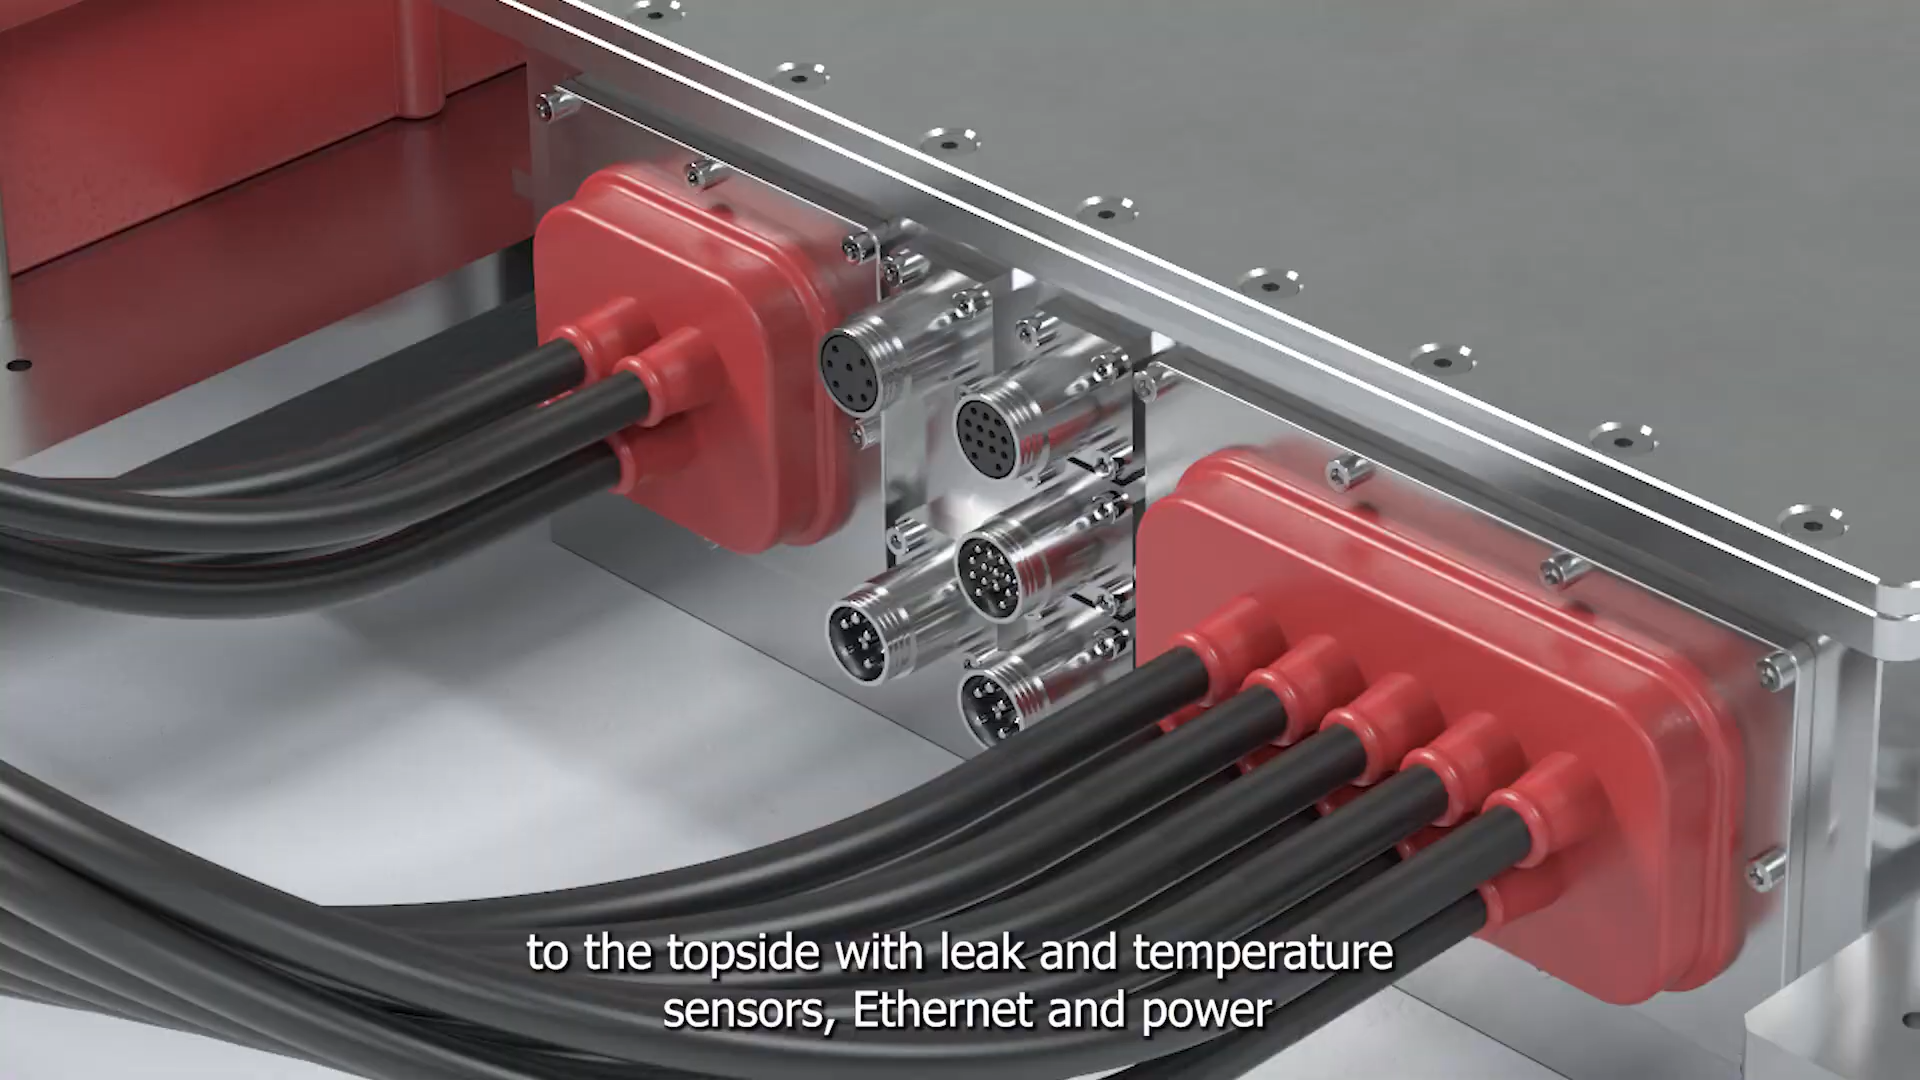 to the topside with leak and temperature
sensors, Ethernet and power